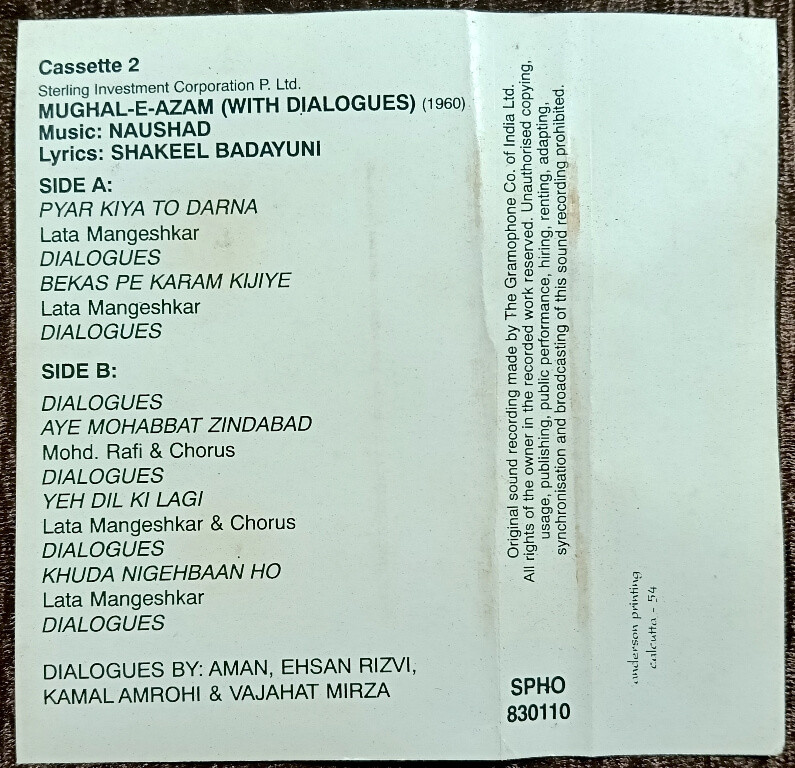 Cassette 2
Sterling Investment Corporation P. Ltd.
MUGHAL-E-AZAM (WITH DIALOGUES) (1960)
Music: NAUSHAD
Lyrics: SHAKEEL BADAYUNI
SIDE A:
PYAR KIYA TO DARNA
Lata Mangeshkar
DIALOGUES
BEKAS PE KARAM KIJIYE
Lata Mangeshkar
DIALOGUES
SIDE B:
DIALOGUES
AYE MOHABBAT ZINDABAD
Mohd. Rafi & Chorus
DIALOGUES
YEH DIL KI LAGI
Lata Mangeshkar & Chorus
DIALOGUES
KHUDA NIGEHBAAN HO
Lata Mangeshkar
DIALOGUES
DIALOGUES BY: AMAN, EHSAN RIZVI,
KAMAL AMROHI & VAJAHAT MIRZA
Original sound recording made by The Gramophone Co. of India Ltd.
All rights of the owner in the recorded work reserved. Unauthorised copying,
usage, publishing, public performance, hiring, renting, adapting,
synchronisation and broadcasting of this sound recording prohibited.
SPHO
830110
anderson printing
calcutta - 54